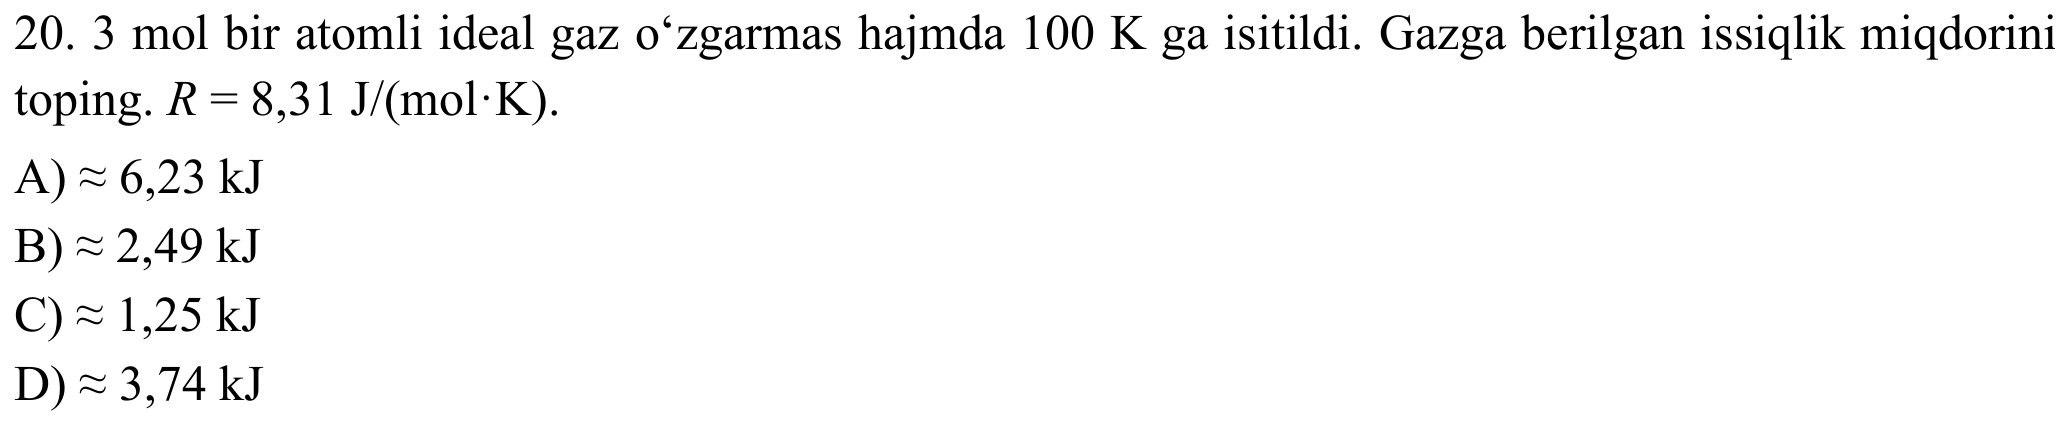 20. 3 mol bir atomli ideal gaz o‘zgarmas hajmda 100 K ga isitildi. Gazga berilgan issiqlik miqdorini
toping. R = 8,31 J/(mol·K).
A) ≈ 6,23 kJ
B) ≈ 2,49 kJ
C) ≈ 1,25 kJ
D) ≈ 3,74 kJ